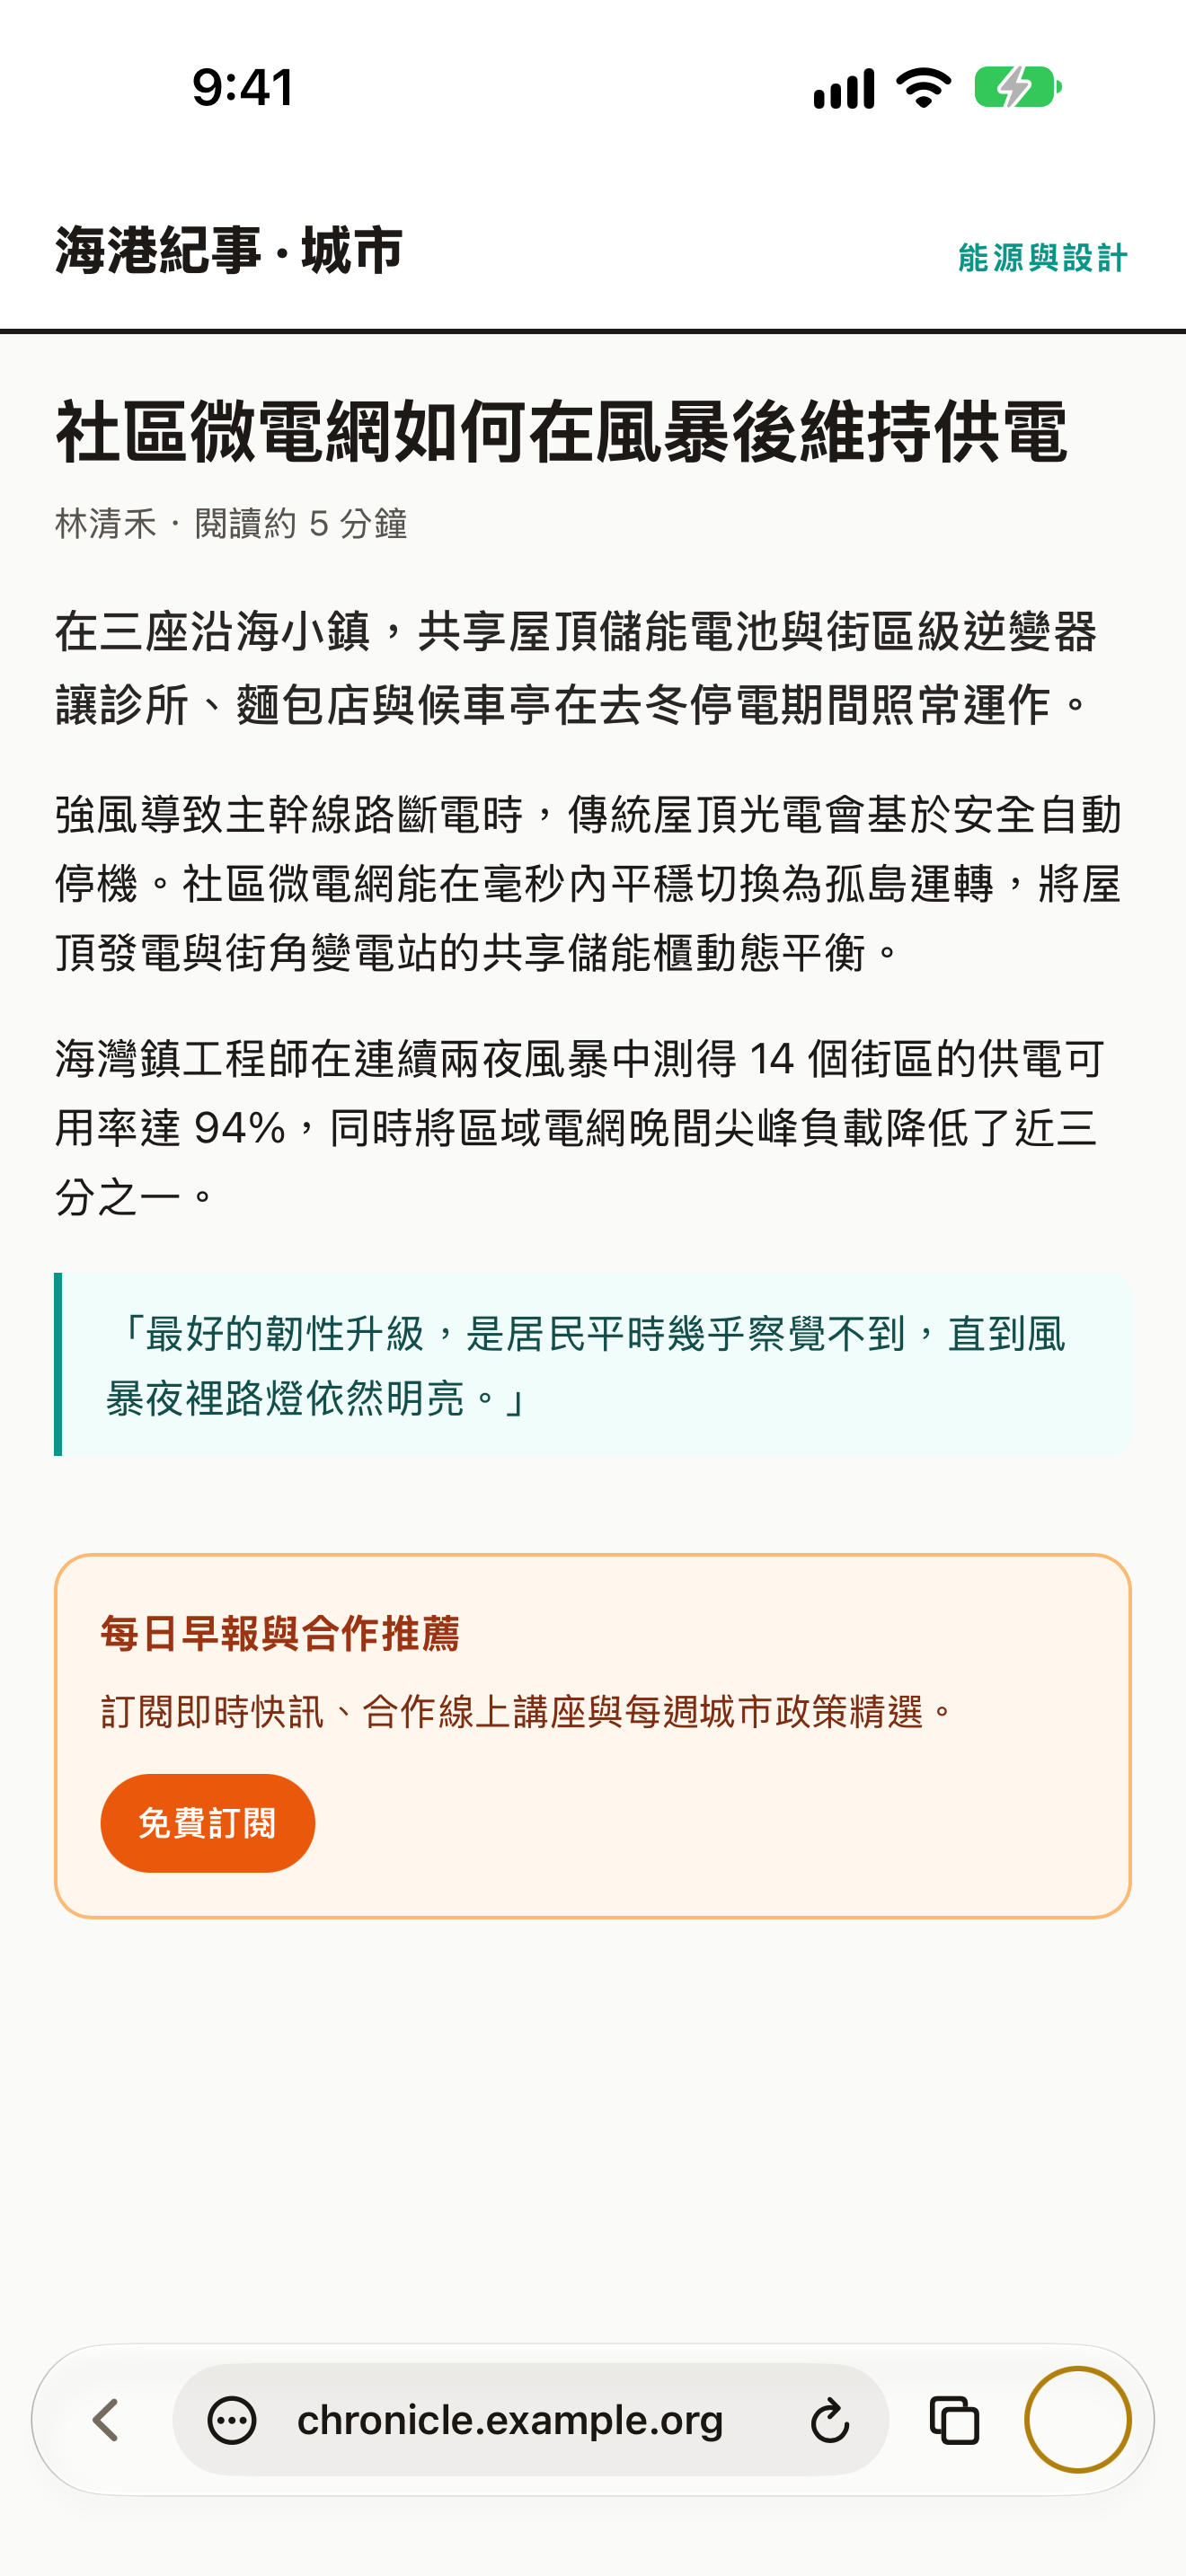 9:41
海港紀事 · 城市
能源與設計
社區微電網如何在風暴後維持供電
林清禾 · 閱讀約 5 分鐘
在三座沿海小鎮，共享屋頂儲能電池與街區級逆變器
讓診所、麵包店與候車亭在去冬停電期間照常運作。
強風導致主幹線路斷電時，傳統屋頂光電會基於安全自動
停機。社區微電網能在毫秒內平穩切換為孤島運轉，將屋
頂發電與街角變電站的共享儲能櫃動態平衡。
海灣鎮工程師在連續兩夜風暴中測得 14 個街區的供電可
用率達 94%，同時將區域電網晚間尖峰負載降低了近三
分之一。
「最好的韌性升級，是居民平時幾乎察覺不到，直到風
暴夜裡路燈依然明亮。」
每日早報與合作推薦
訂閱即時快訊、合作線上講座與每週城市政策精選。
免費訂閱
chronicle.example.org